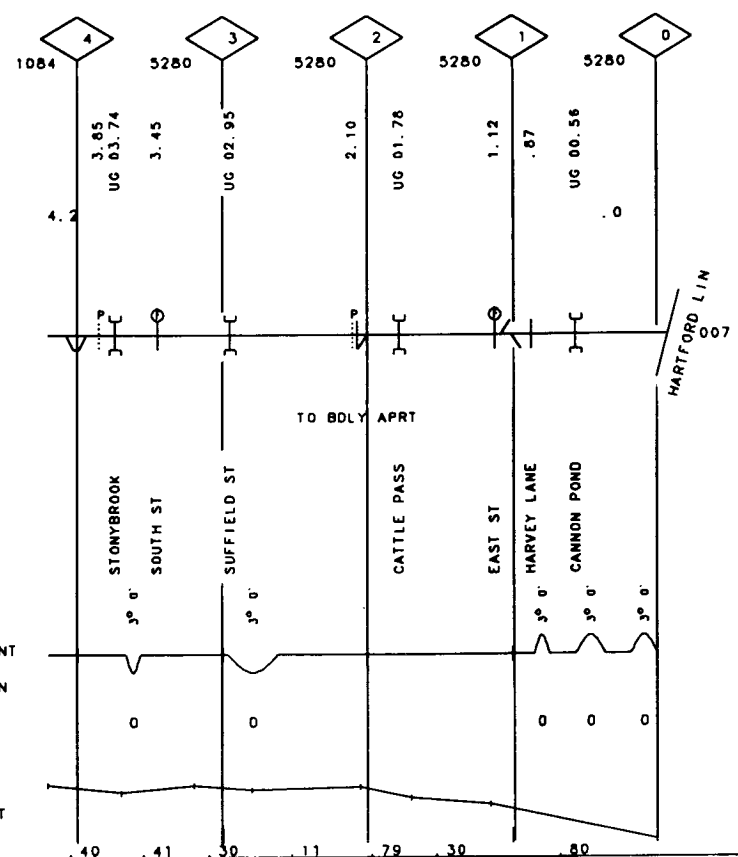 4 3 2 1 0
1084 5280 5280 5280 5280
3.85
UG 03.74
3.45
UG 02.95
2.10
UG 01.78
1.12
.87
UG 00.56
4.2
.0
P
P
HARTFORD LIN
007
TO BDLY APRT
STONYBROOK
SOUTH ST
SUFFIELD ST
CATTLE PASS
EAST ST
HARVEY LANE
CANNON POND
3° 0' 3° 0' 3° 0' 3° 0' 3° 0'
NT
N
0 0 0 0 0
T
.40 .41 .30 .11 .79 .30 .80